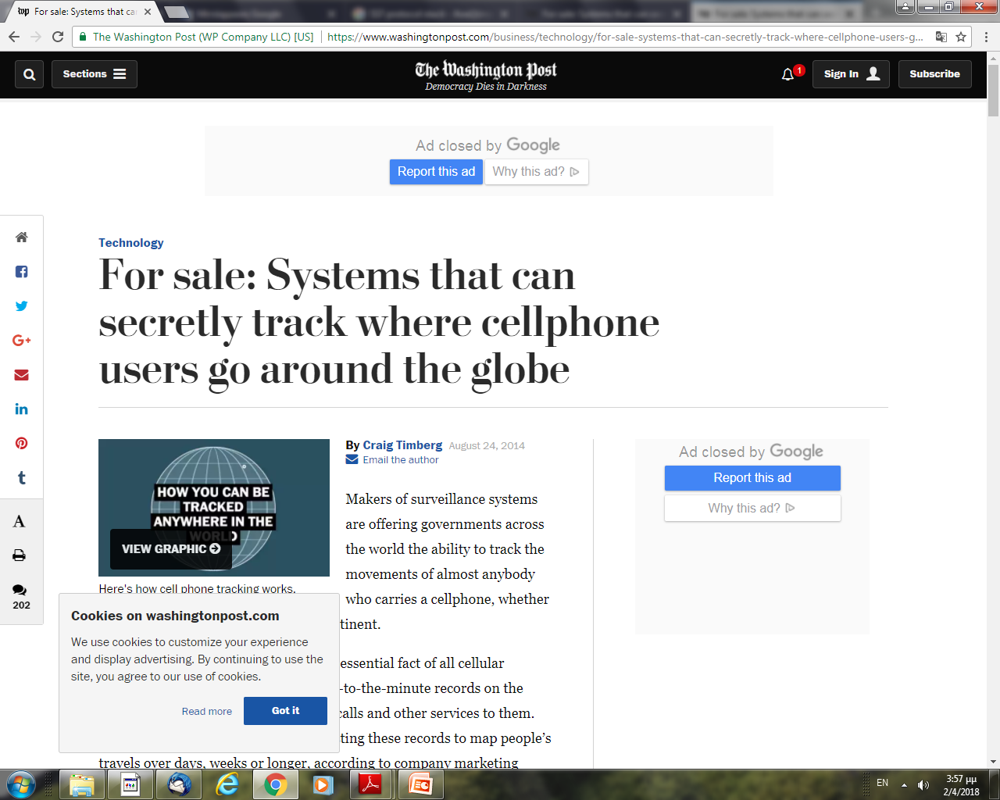 For sale: Systems that ca
The Washington Post (WP Company LLC) [US]
https://www.washingtonpost.com/business/technology/for-sale-systems-that-can-secretly-track-where-cellphone-users-g...
Sections
The Washington Post
Democracy Dies in Darkness
1
Sign In
Subscribe
Ad closed by Google
Report this ad
Why this ad?
Technology
For sale: Systems that can
secretly track where cellphone
users go around the globe
HOW YOU CAN BE
TRACKED
ANYWHERE IN THE
WORLD
VIEW GRAPHIC
Here's how cell phone tracking works.
By Craig Timberg August 24, 2014
Email the author
Makers of surveillance systems
are offering governments across
the world the ability to track the
movements of almost anybody
who carries a cellphone, whether
tinent.
essential fact of all cellular
-to-the-minute records on the
calls and other services to them.
ting these records to map people’s
travels over days, weeks or longer, according to company marketing
Ad closed by Google
Report this ad
Why this ad?
A
202
Cookies on washingtonpost.com
We use cookies to customize your experience
and display advertising. By continuing to use the
site, you agree to our use of cookies.
Read more
Got it
EN
3:57 μμ
2/4/2018